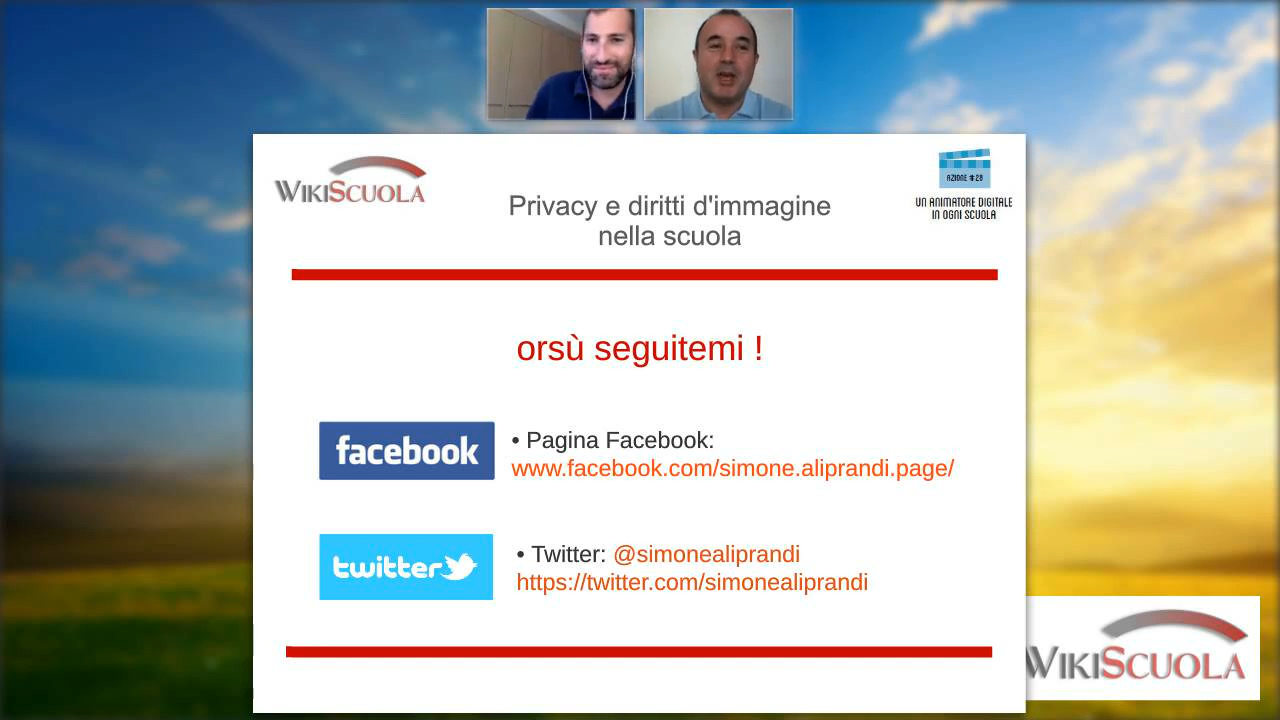 WIKISCUOLA
AZIONE #28
UN ANIMATORE DIGITALE
IN OGNI SCUOLA
Privacy e diritti d'immagine
nella scuola
orsù seguitemi !
facebook
• Pagina Facebook:
www.facebook.com/simone.aliprandi.page/
twitter
• Twitter: @simonealiprandi
https://twitter.com/simonealiprandi
WIKISCUOLA